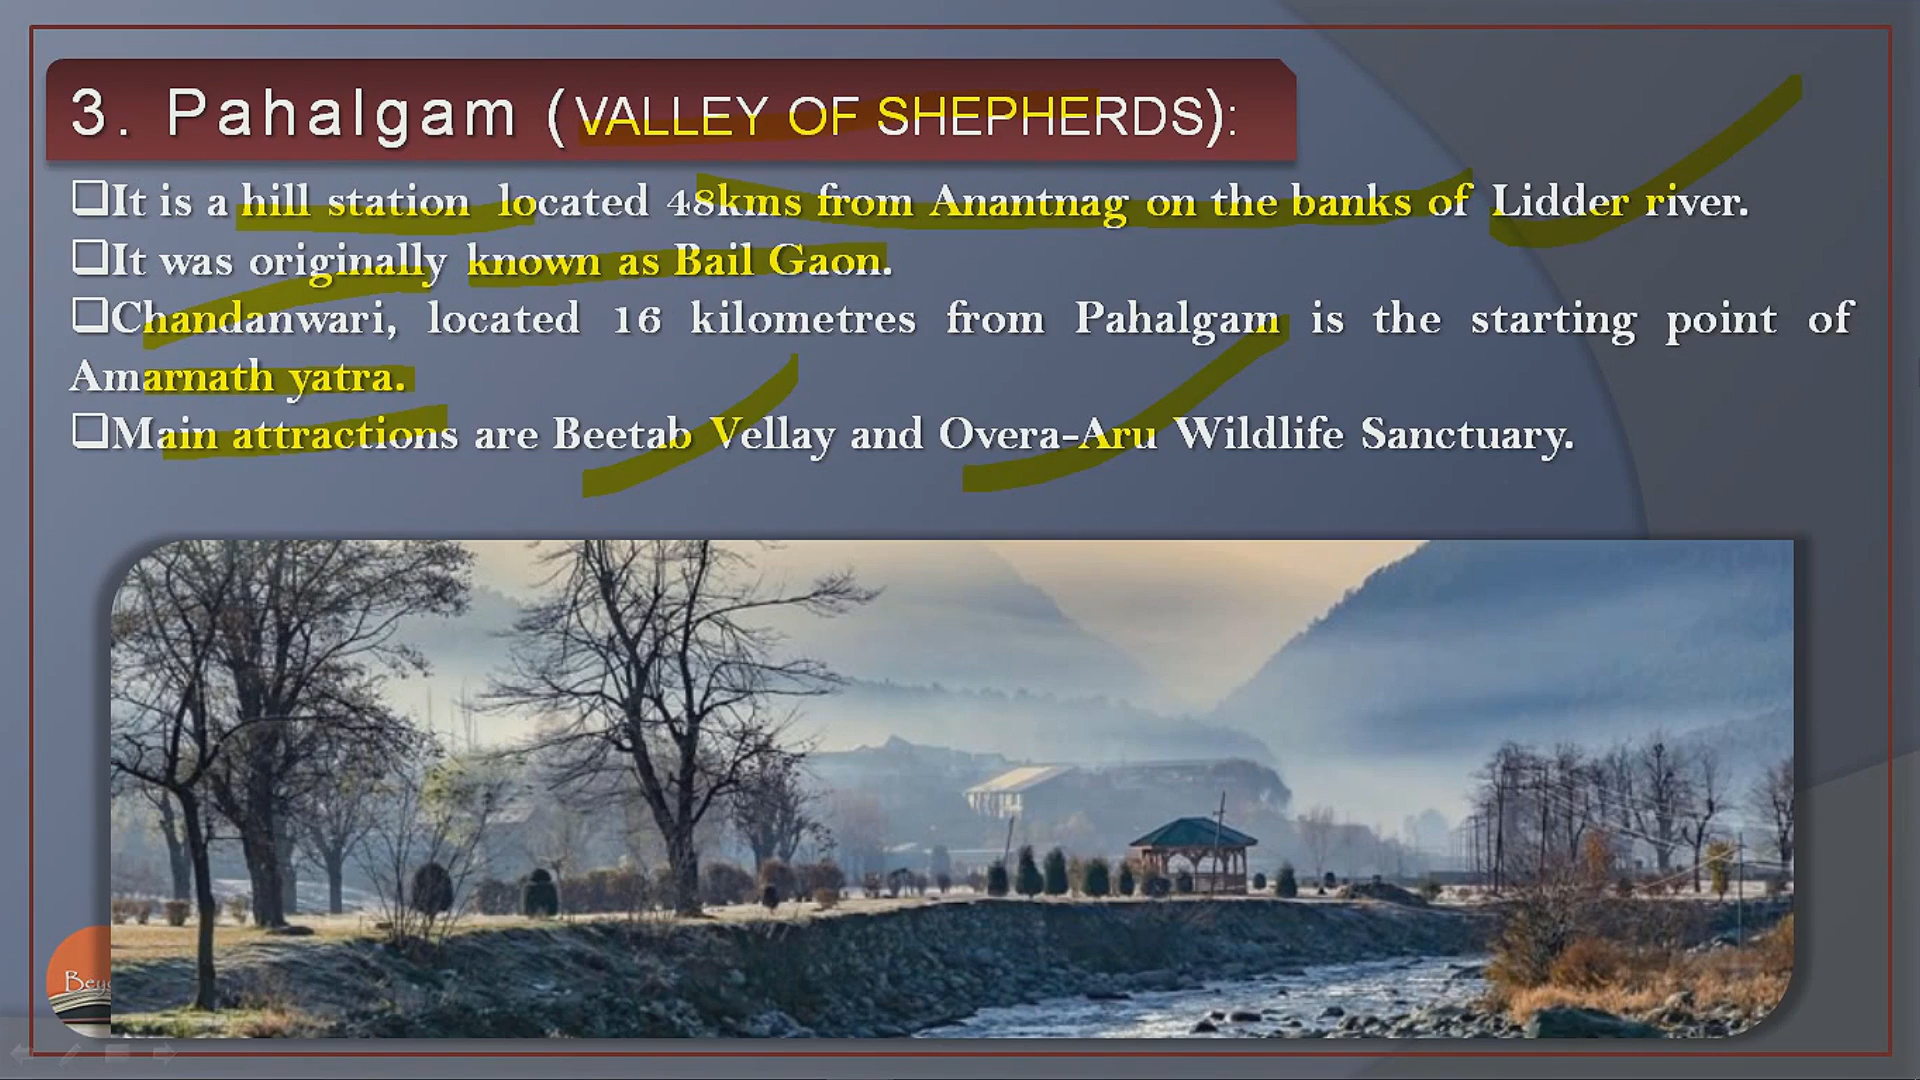 3. Pahalgam (VALLEY OF SHEPHERDS):
It is a hill station located 48kms from Anantnag on the banks of Lidder river.
It was originally known as Bail Gaon.
Chandanwari, located 16 kilometres from Pahalgam is the starting point of
Amarnath yatra.
Main attractions are Beetab Vellay and Overa-Aru Wildlife Sanctuary.